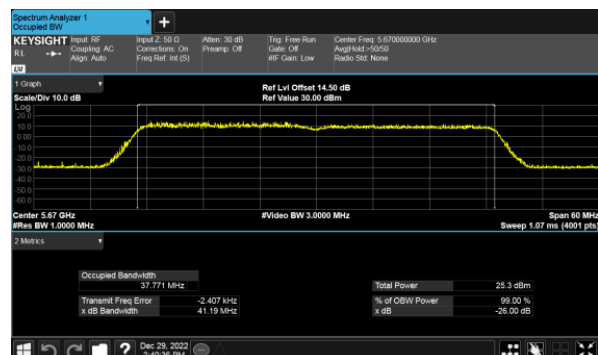 Spectrum Analyzer 1
Occupied BW
+
KEYSIGHT Input: RF Input Z: 50 Ω Atten: 30 dB Trig: Free Run Center Freq: 5.670000000 GHz
RL Coupling: AC Corrections: On Preamp: Off Gate: Off Avg|Hold:>50/50
Align: Auto Freq Ref: Int (S) #IF Gain: Low Radio Std: None
1 Graph
Ref Lvl Offset 14.50 dB
Scale/Div 10.0 dB Ref Value 30.00 dBm
Log
20.0
10.0
0.00
-10.0
-20.0
-30.0
-40.0
-50.0
-60.0
Center 5.67 GHz #Video BW 3.0000 MHz Span 60 MHz
#Res BW 1.0000 MHz Sweep 1.07 ms (4001 pts)
2 Metrics
Occupied Bandwidth
37.771 MHz Total Power 25.3 dBm
Transmit Freq Error -2.407 kHz % of OBW Power 99.00 %
x dB Bandwidth 41.19 MHz x dB -26.00 dB
? Dec 29, 2022